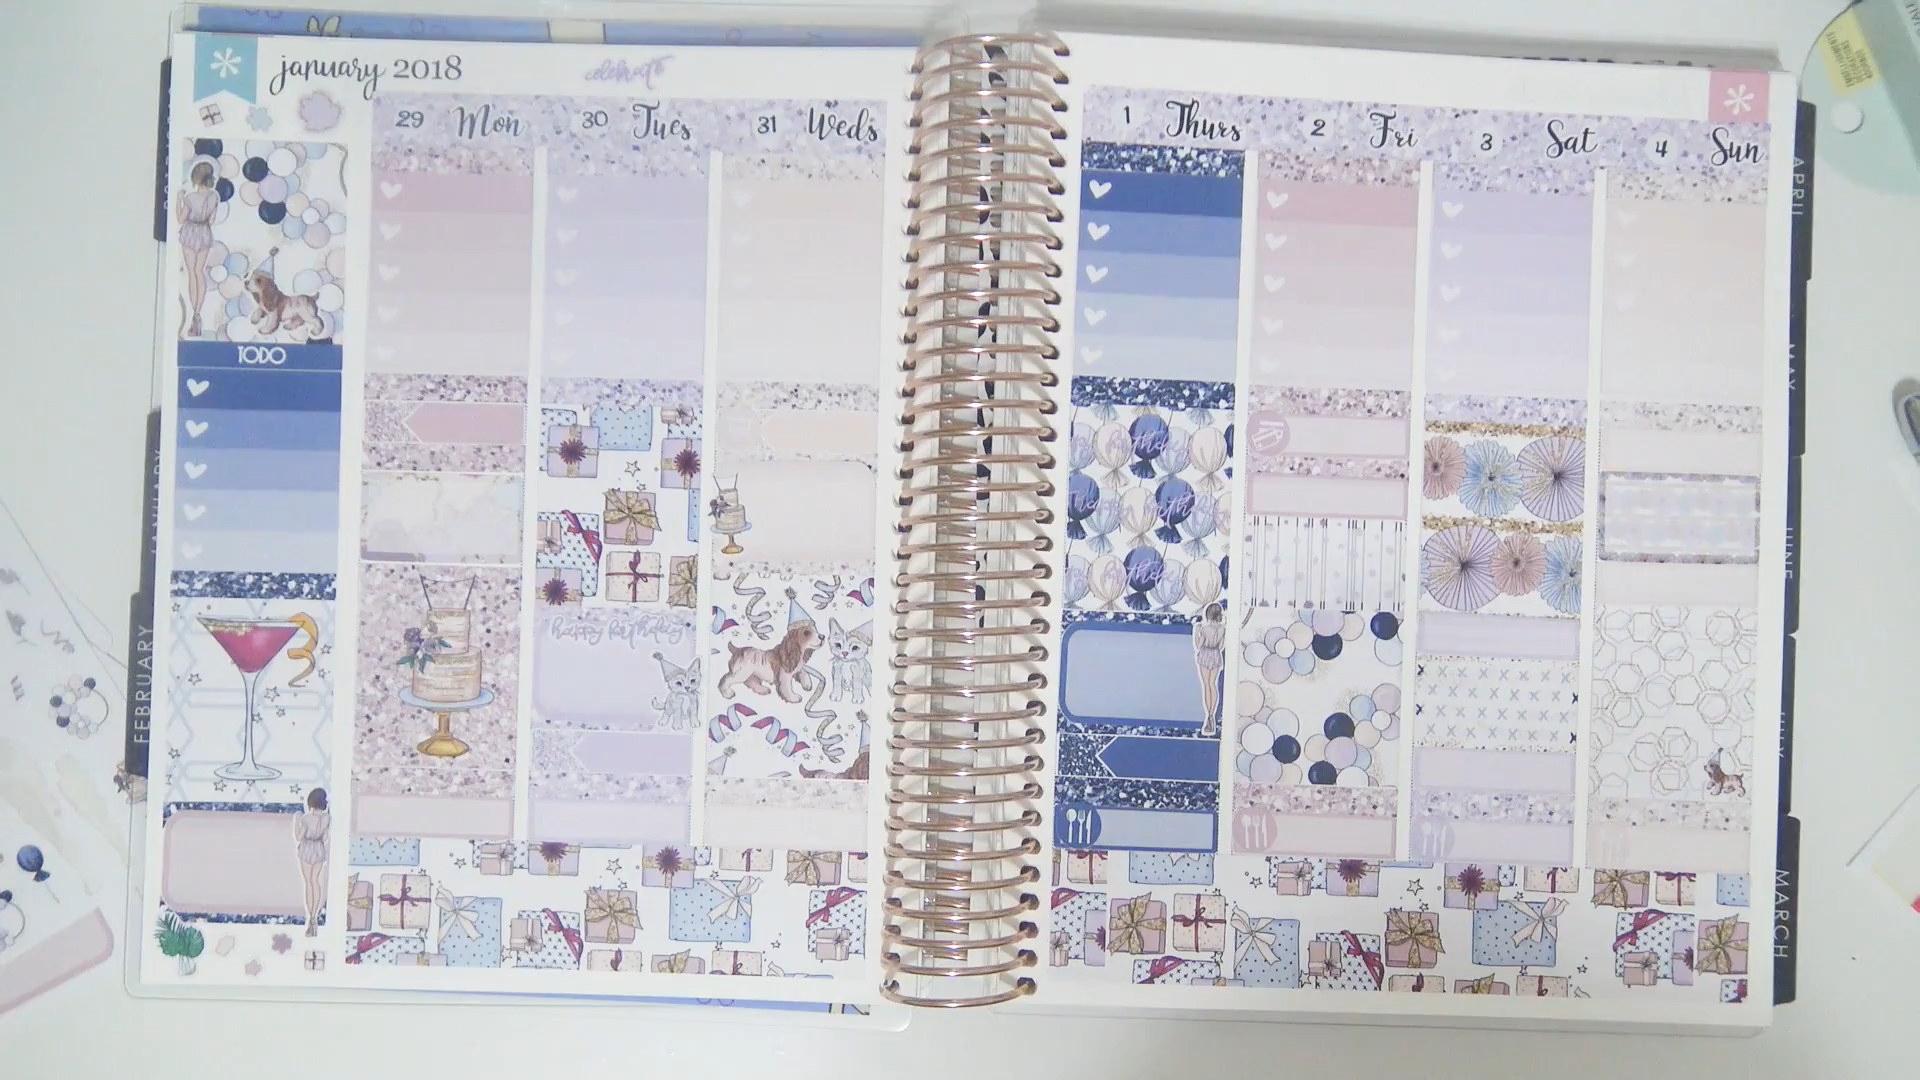 january 2018
celebrate
29 Mon
30 Tues
31 Weds
1 Thurs
2 Fri
3 Sat
4 Sun
TODO
happy birthday
JANUARY
FEBRUARY
APRIL
MAY
JUNE
JULY
MARCH